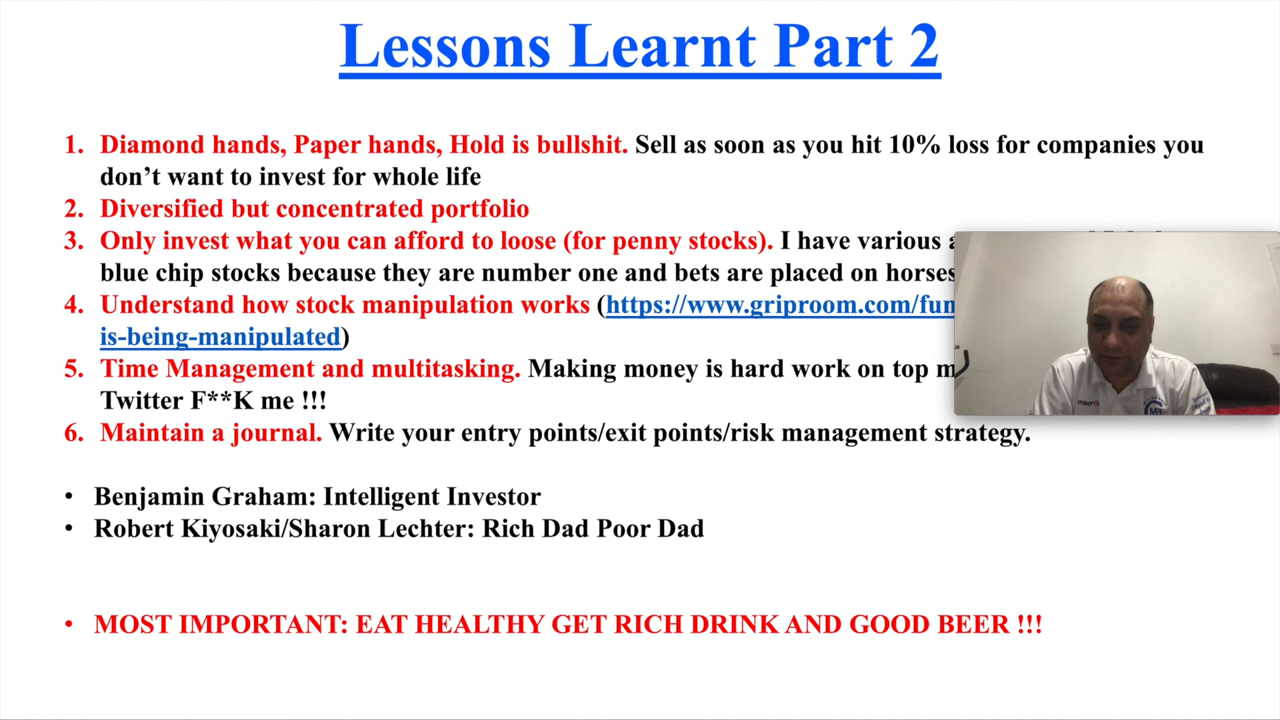 Lessons Learnt Part 2
1. Diamond hands, Paper hands, Hold is bullshit. Sell as soon as you hit 10% loss for companies you
don’t want to invest for whole life
2. Diversified but concentrated portfolio
3. Only invest what you can afford to loose (for penny stocks). I have various
blue chip stocks because they are number one and bets are placed on horses
4. Understand how stock manipulation works (https://www.griproom.com/fun
is-being-manipulated)
5. Time Management and multitasking. Making money is hard work on top
Twitter F**K me !!!
6. Maintain a journal. Write your entry points/exit points/risk management strategy.
• Benjamin Graham: Intelligent Investor
• Robert Kiyosaki/Sharon Lechter: Rich Dad Poor Dad
• MOST IMPORTANT: EAT HEALTHY GET RICH DRINK AND GOOD BEER !!!